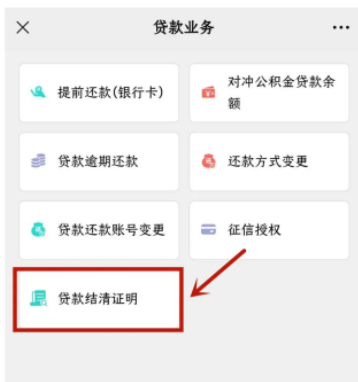 贷款业务
提前还款(银行卡)
对冲公积金贷款余
额
贷款逾期还款
还款方式变更
贷款还款账号变更
征信授权
贷款结清证明